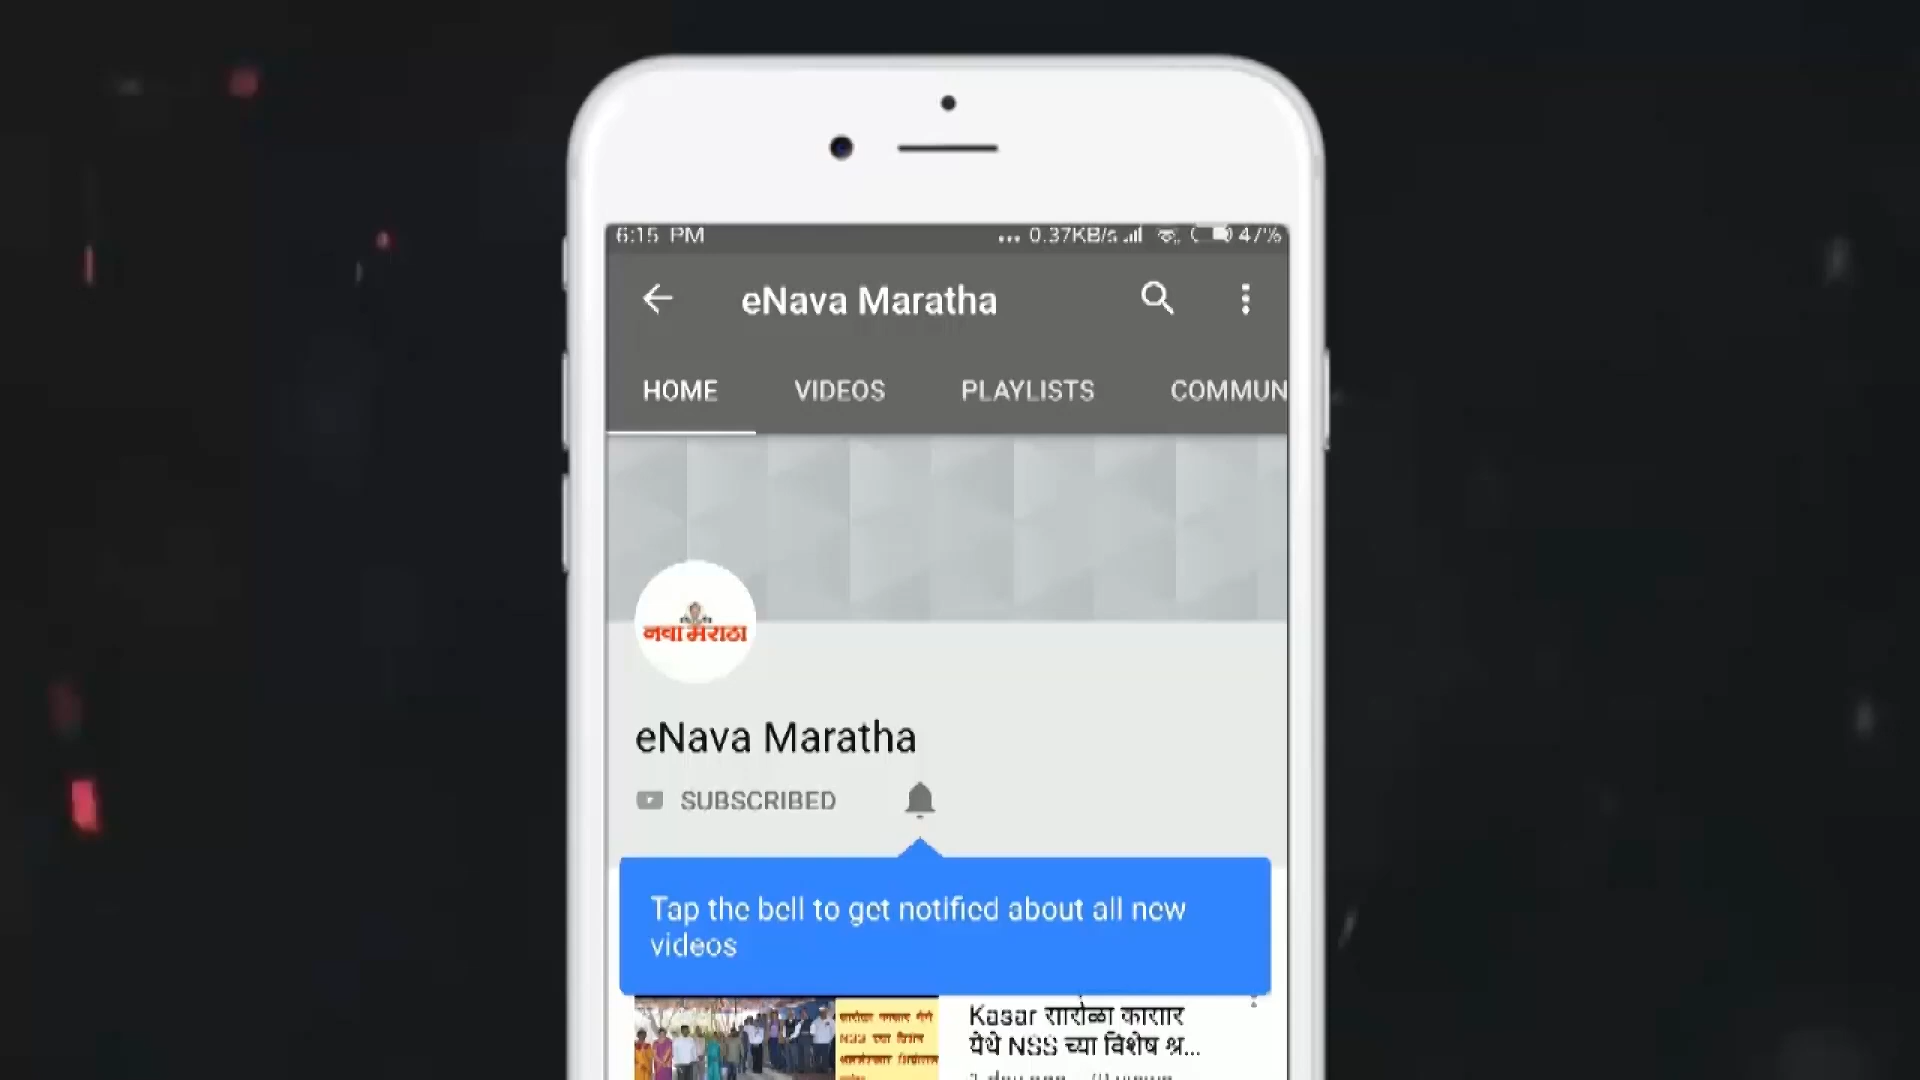 6:15 PM ... 0.37KB/s 47%
eNava Maratha
HOME VIDEOS PLAYLISTS COMMUN
नवा मराठा
eNava Maratha
SUBSCRIBED
Tap the bell to get notified about all new
videos
Kasar सारोळा कासार
येथे NSS च्या विशेष श्र...